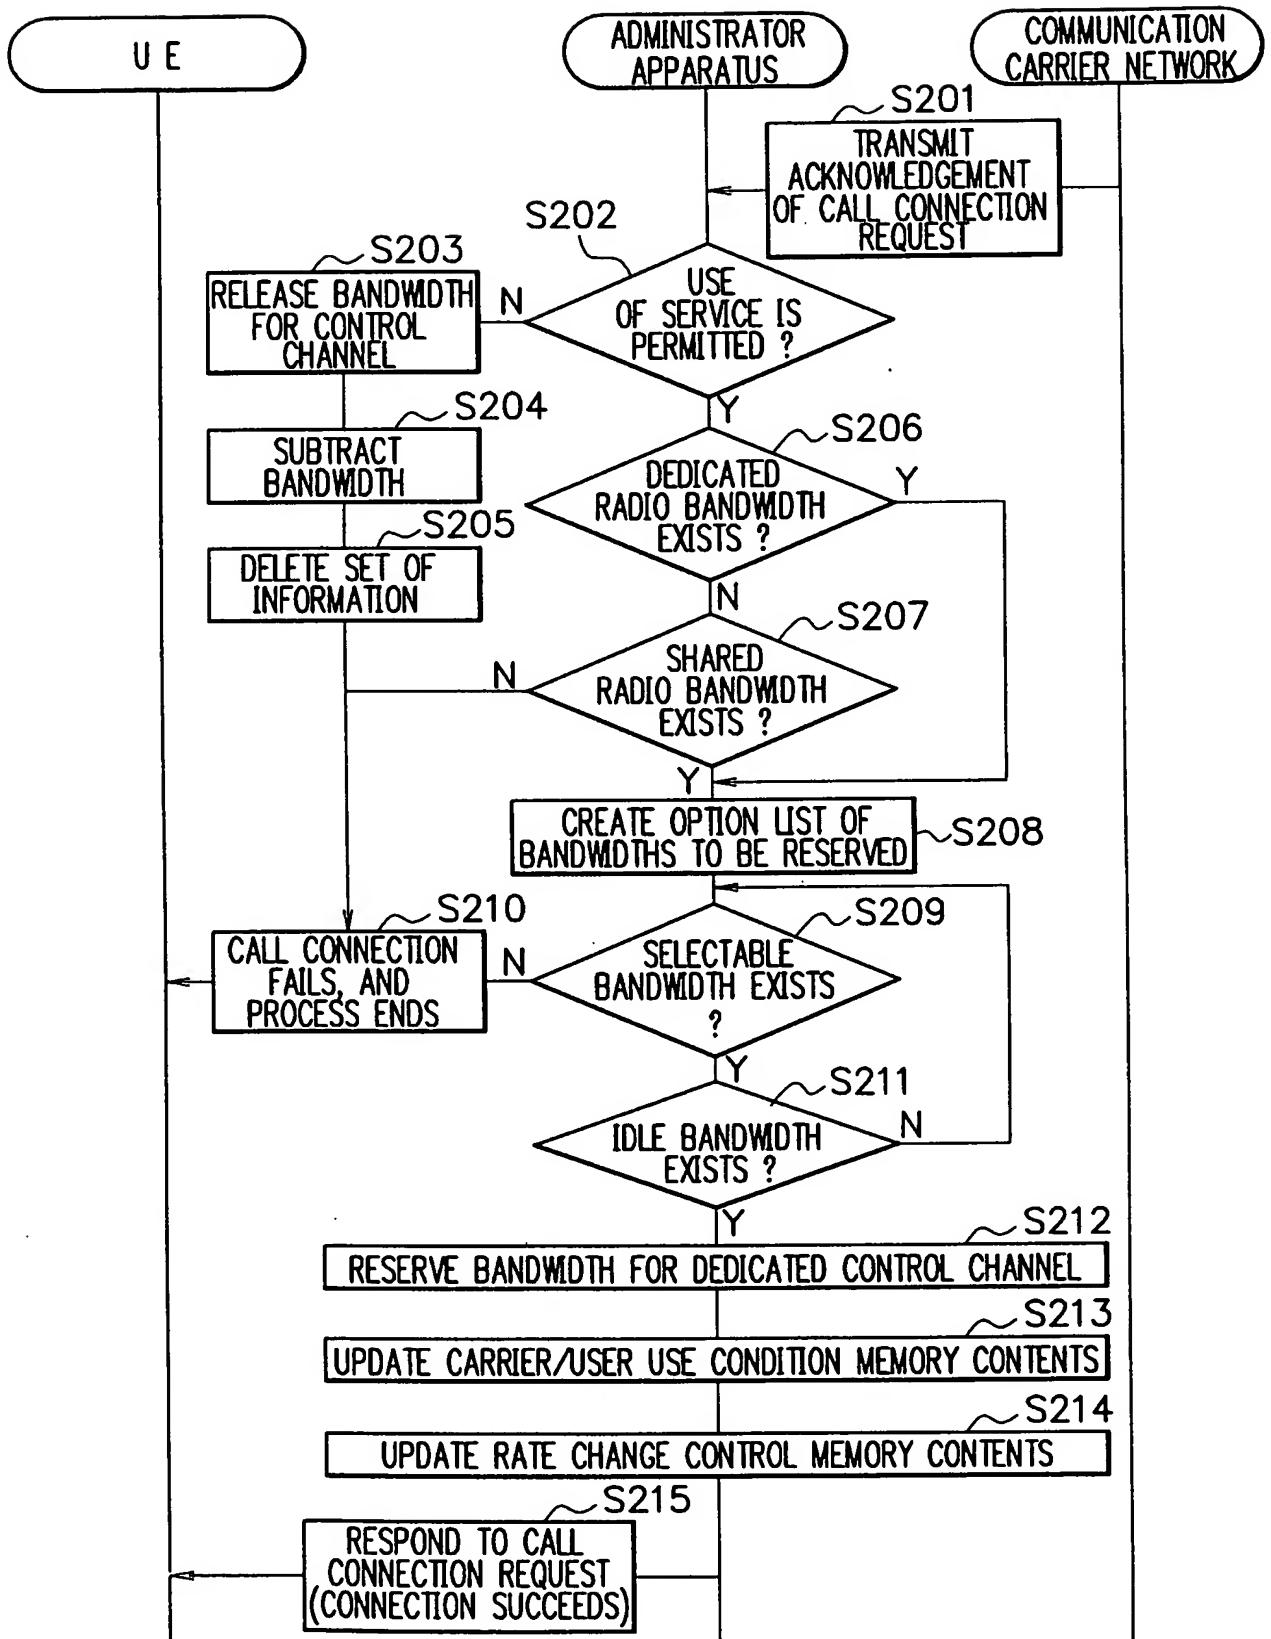 UE
ADMINISTRATOR
APPARATUS
COMMUNICATION
CARRIER NETWORK
S201
TRANSMIT
ACKNOWLEDGEMENT
OF CALL CONNECTION
REQUEST
S202
USE
OF SERVICE IS
PERMITTED ?
N
Y
S203
RELEASE BANDWIDTH
FOR CONTROL
CHANNEL
S204
SUBTRACT
BANDWIDTH
S205
DELETE SET OF
INFORMATION
S206
DEDICATED
RADIO BANDWIDTH
EXISTS ?
Y
N
S207
SHARED
RADIO BANDWIDTH
EXISTS ?
N
Y
CREATE OPTION LIST OF
BANDWIDTHS TO BE RESERVED
S208
S209
SELECTABLE
BANDWIDTH EXISTS
?
N
Y
S210
CALL CONNECTION
FAILS, AND
PROCESS ENDS
S211
IDLE BANDWIDTH
EXISTS ?
N
Y
S212
RESERVE BANDWIDTH FOR DEDICATED CONTROL CHANNEL
S213
UPDATE CARRIER/USER USE CONDITION MEMORY CONTENTS
S214
UPDATE RATE CHANGE CONTROL MEMORY CONTENTS
S215
RESPOND TO CALL
CONNECTION REQUEST
(CONNECTION SUCCEEDS)